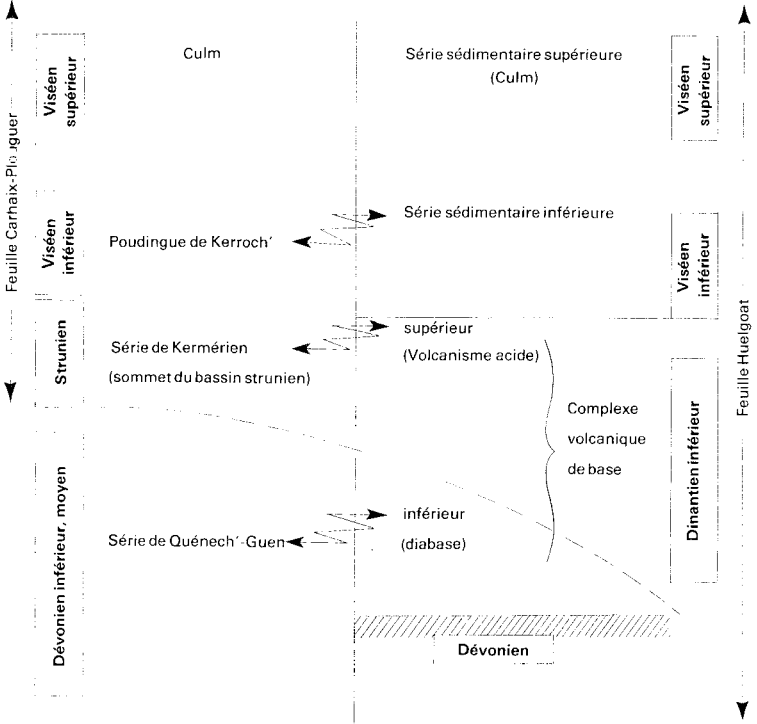 Feuille Carhaix-Plouguer
Viséen
supérieur
Culm
Série sédimentaire supérieure
(Culm)
Viséen
supérieur
Viséen
inférieur
Poudingue de Kerroch'
Série sédimentaire inférieure
Viséen
inférieur
Strunien
Série de Kermérien
(sommet du bassin strunien)
supérieur
(Volcanisme acide)
Complexe
volcanique
de base
Dinantien inférieur
Feuille Huelgoat
Dévonien inférieur, moyen
Série de Quénech'-Guen
inférieur
(diabase)
Dévonien